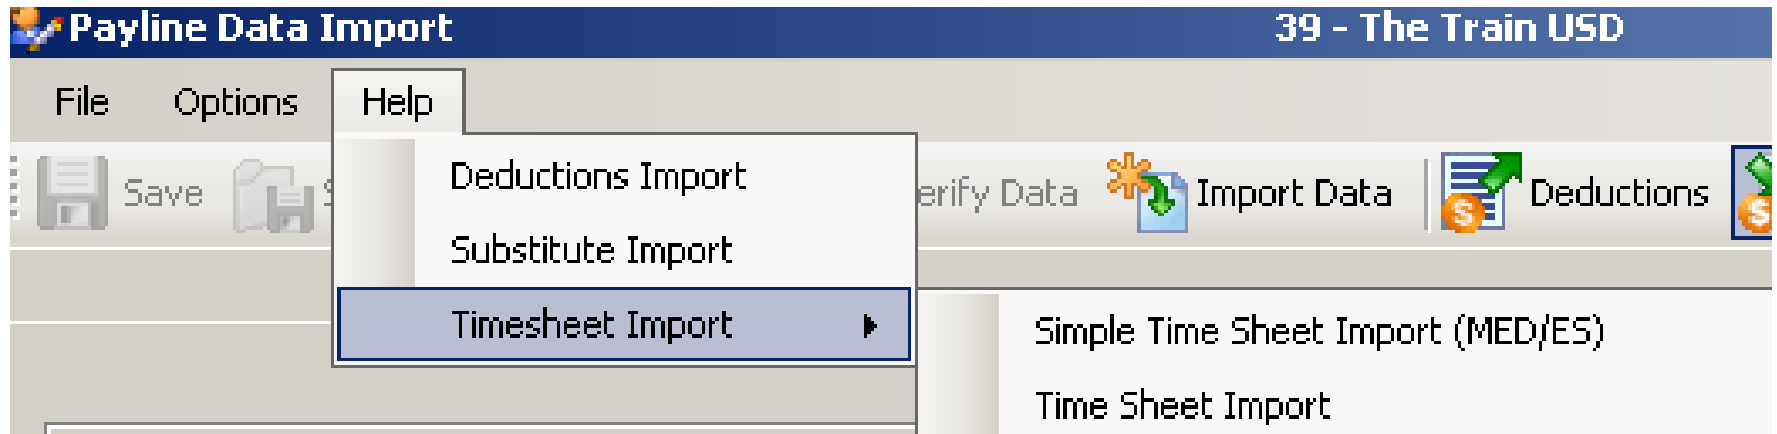 Payline Data Import 39 - The Train USD
File Options Help
Save Import Data Deductions
Deductions Import
Substitute Import
Timesheet Import
Simple Time Sheet Import (MED/ES)
Time Sheet Import